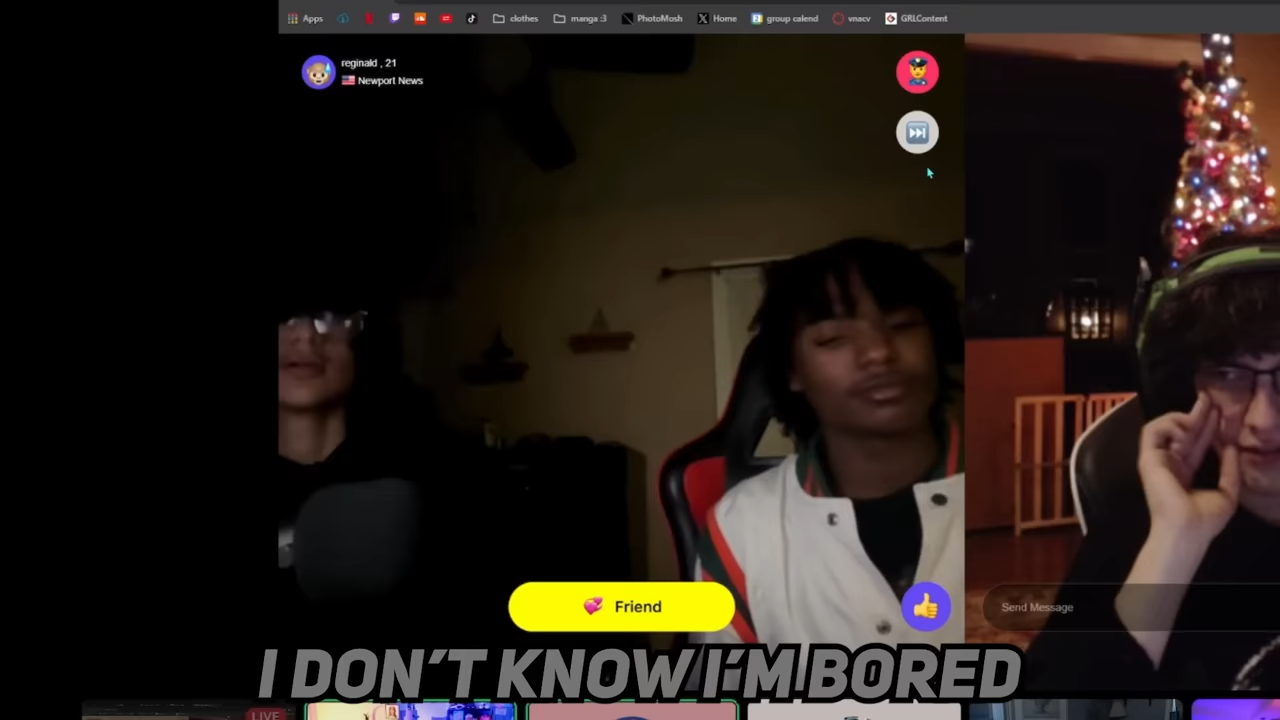 Apps clothes manga :3 PhotoMosh Home group calend vnacv GRLContent
reginald , 21
Newport News
Friend
Send Message
I DON'T KNOW I'M BORED
LIVE